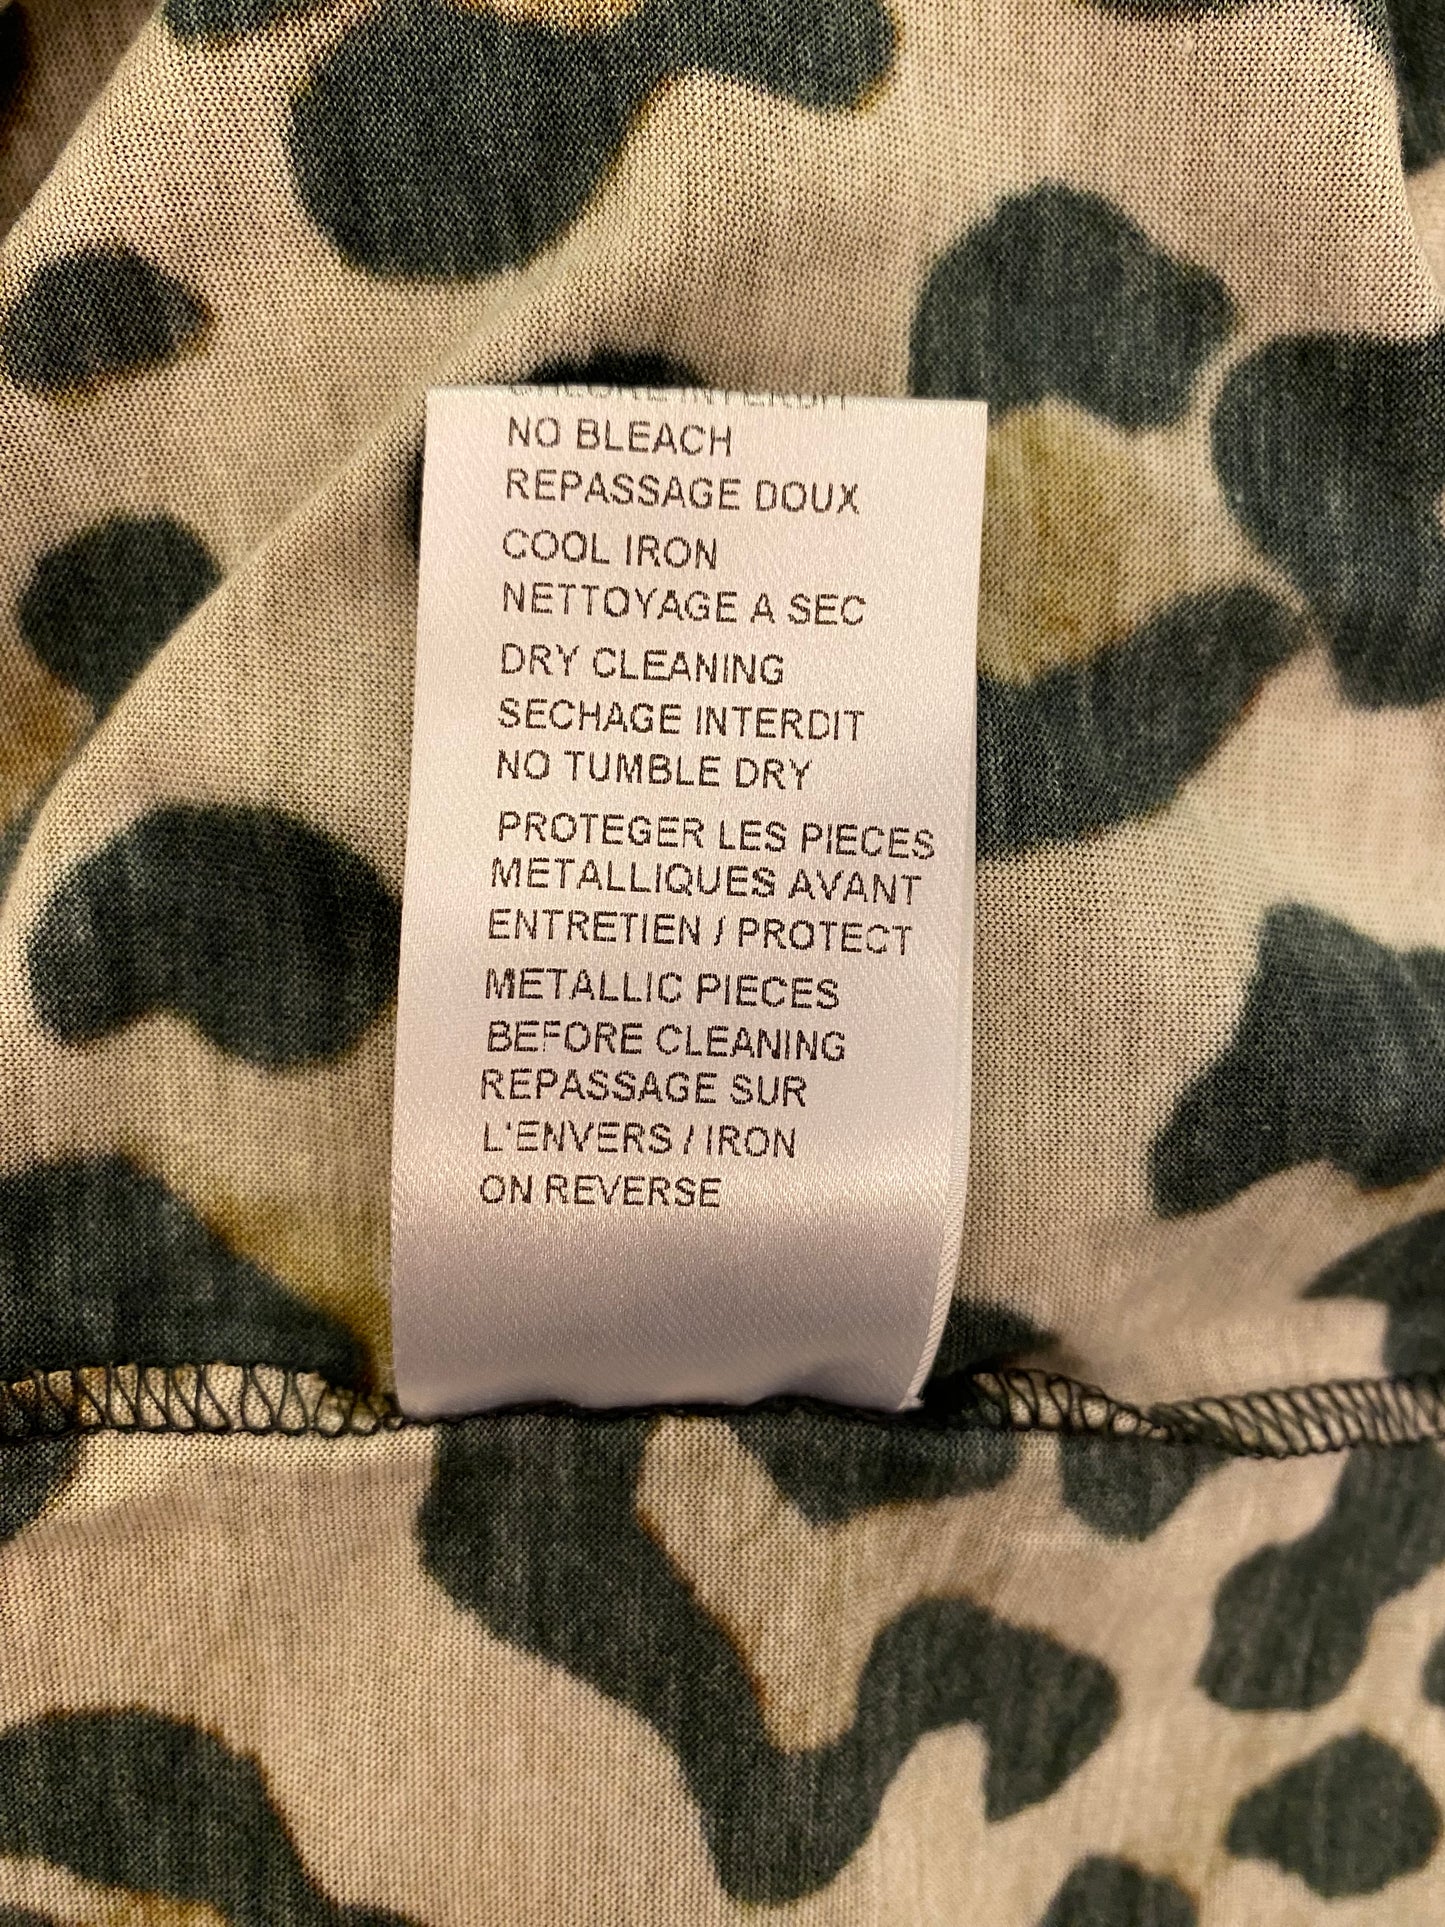 INTERDIT
NO BLEACH
REPASSAGE DOUX
COOL IRON
NETTOYAGE A SEC
DRY CLEANING
SECHAGE INTERDIT
NO TUMBLE DRY
PROTEGER LES PIECES
METALLIQUES AVANT
ENTRETIEN / PROTECT
METALLIC PIECES
BEFORE CLEANING
REPASSAGE SUR
L'ENVERS / IRON
ON REVERSE